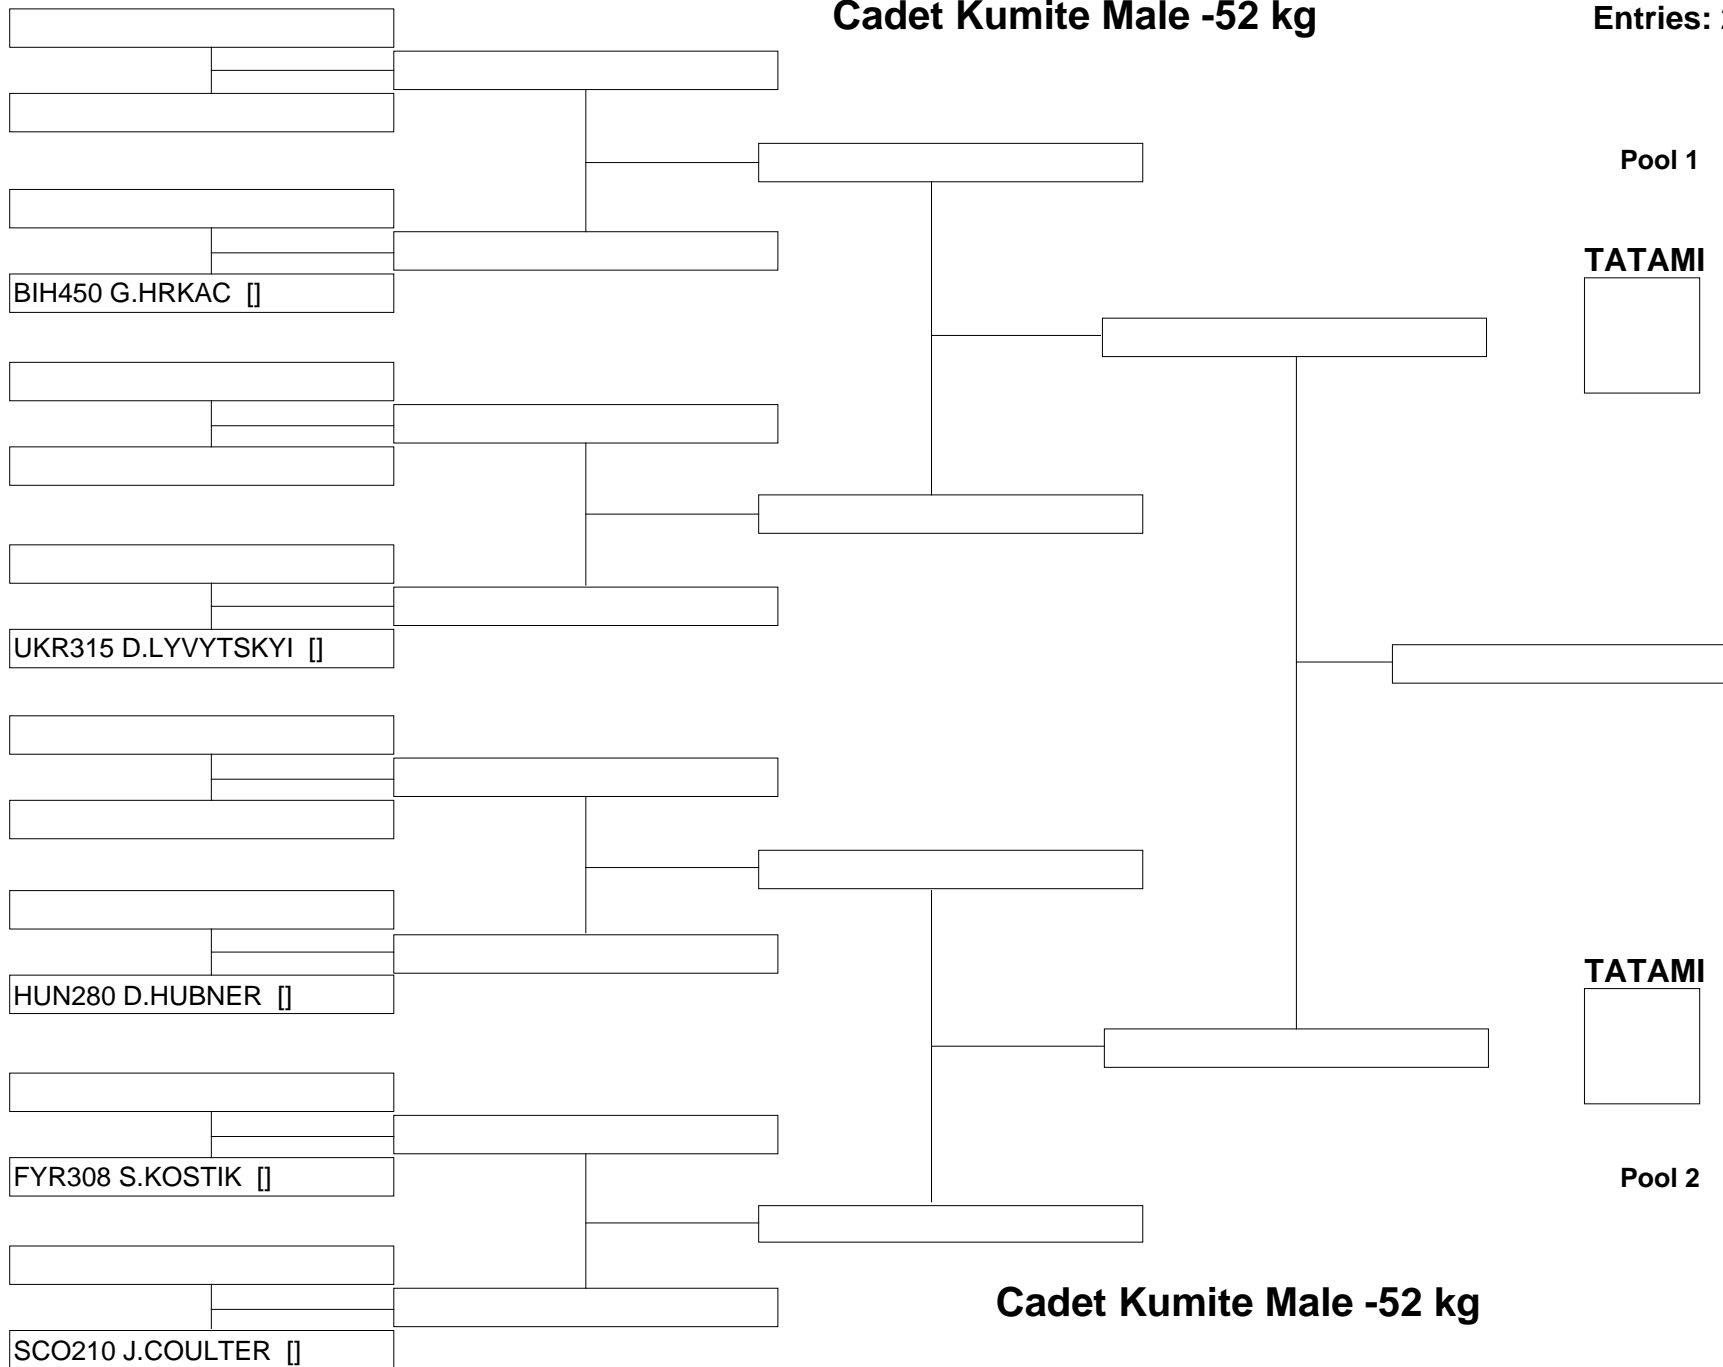 Cadet Kumite Male -52 kg
Entries:
Pool 1
TATAMI
BIH450 G.HRKAC []
UKR315 D.LYVYTSKYI []
TATAMI
HUN280 D.HUBNER []
FYR308 S.KOSTIK []
Pool 2
Cadet Kumite Male -52 kg
SCO210 J.COULTER []